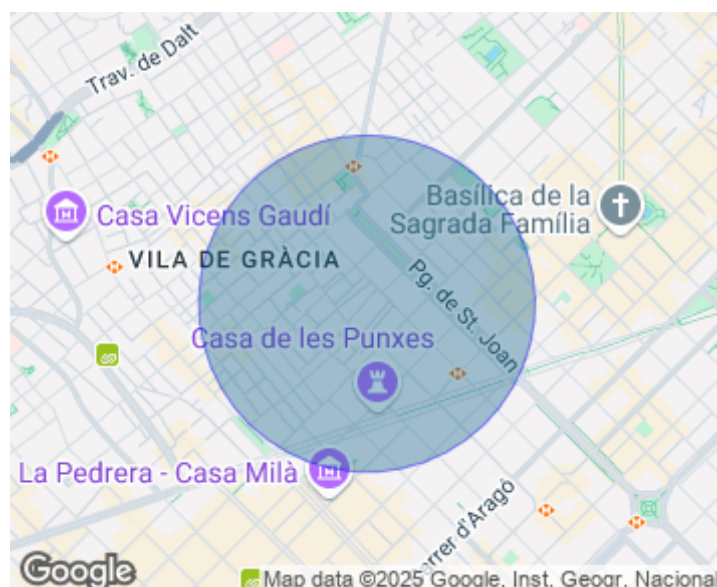 Trav. de Dalt
Casa Vicens Gaudí
Basílica de la
Sagrada Família
VILA DE GRÀCIA
Pg. de St. Joan
Casa de les Punxes
La Pedrera - Casa Milà
rrer d'Aragó
Google
Map data ©2025 Google, Inst. Geogr. Nacional